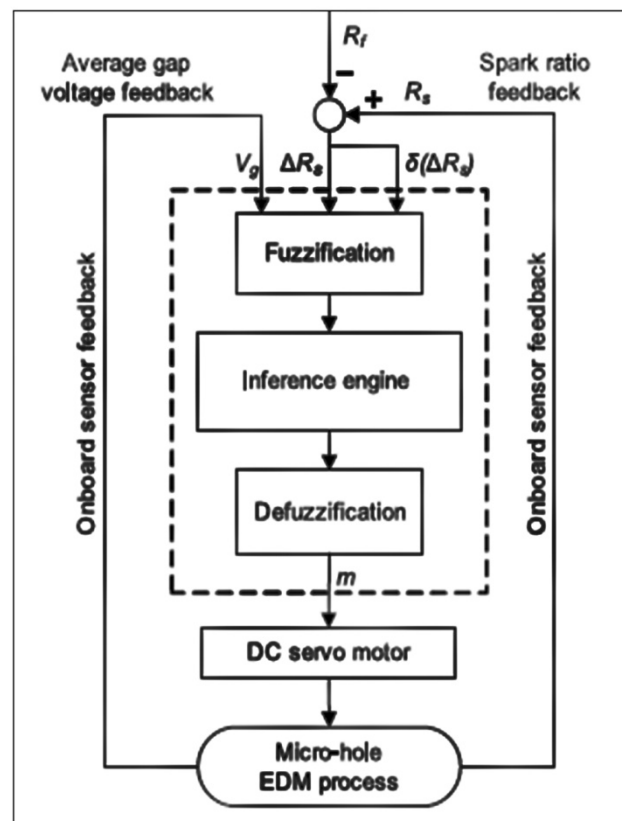 R_f
Average gap
voltage feedback
Spark ratio
feedback
−
+
R_s
V_g
ΔR_s
δ(ΔR_s)
Fuzzification
Inference engine
Defuzzification
m
DC servo motor
Micro-hole
EDM process
Onboard sensor feedback
Onboard sensor feedback